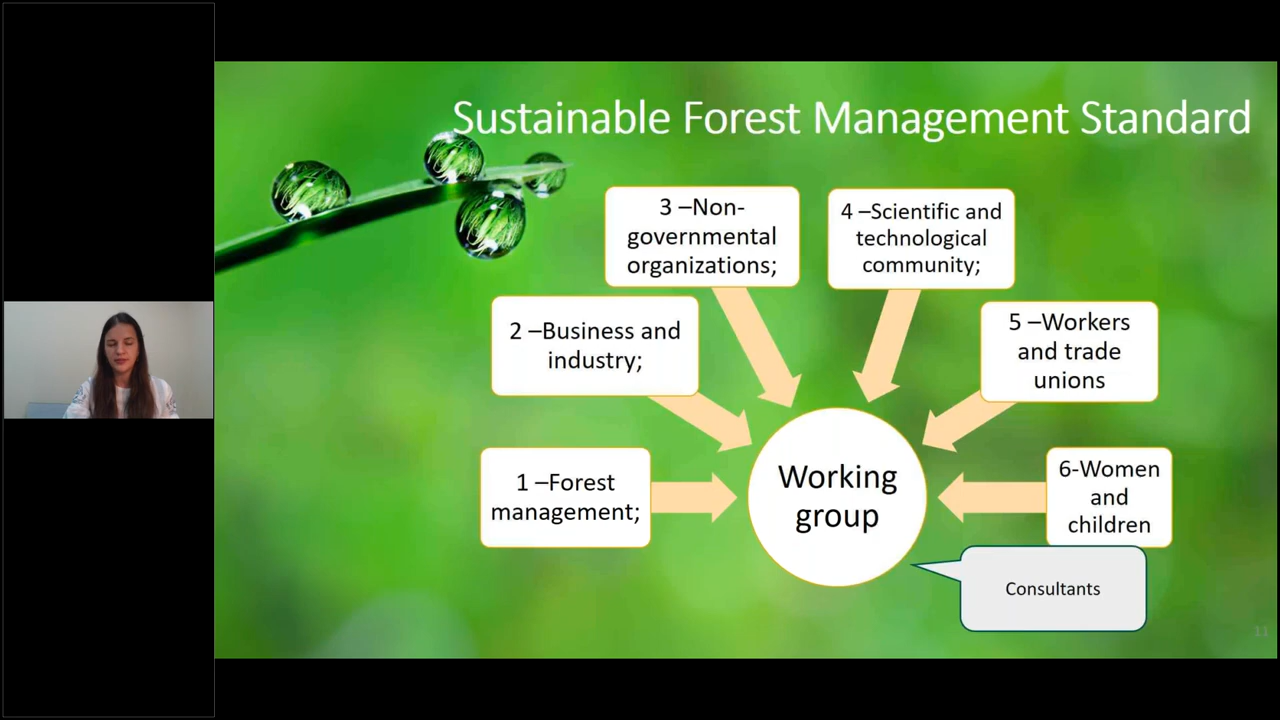 Sustainable Forest Management Standard
3 –Non-
governmental
organizations;
4 –Scientific and
technological
community;
2 –Business and
industry;
5 –Workers
and trade
unions
1 –Forest
management;
Working
group
6-Women
and
children
Consultants
11